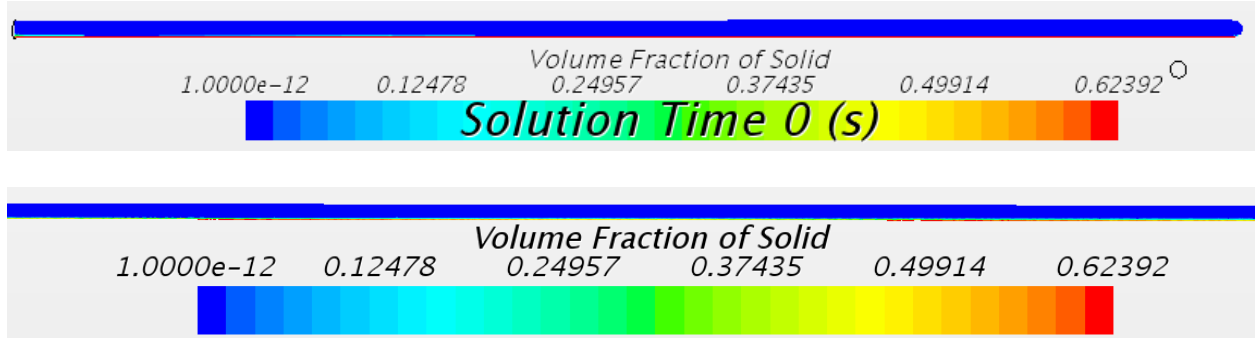 Volume Fraction of Solid
1.0000e-12 0.12478 0.24957 0.37435 0.49914 0.62392
Solution Time 0 (s)
Volume Fraction of Solid
1.0000e-12 0.12478 0.24957 0.37435 0.49914 0.62392